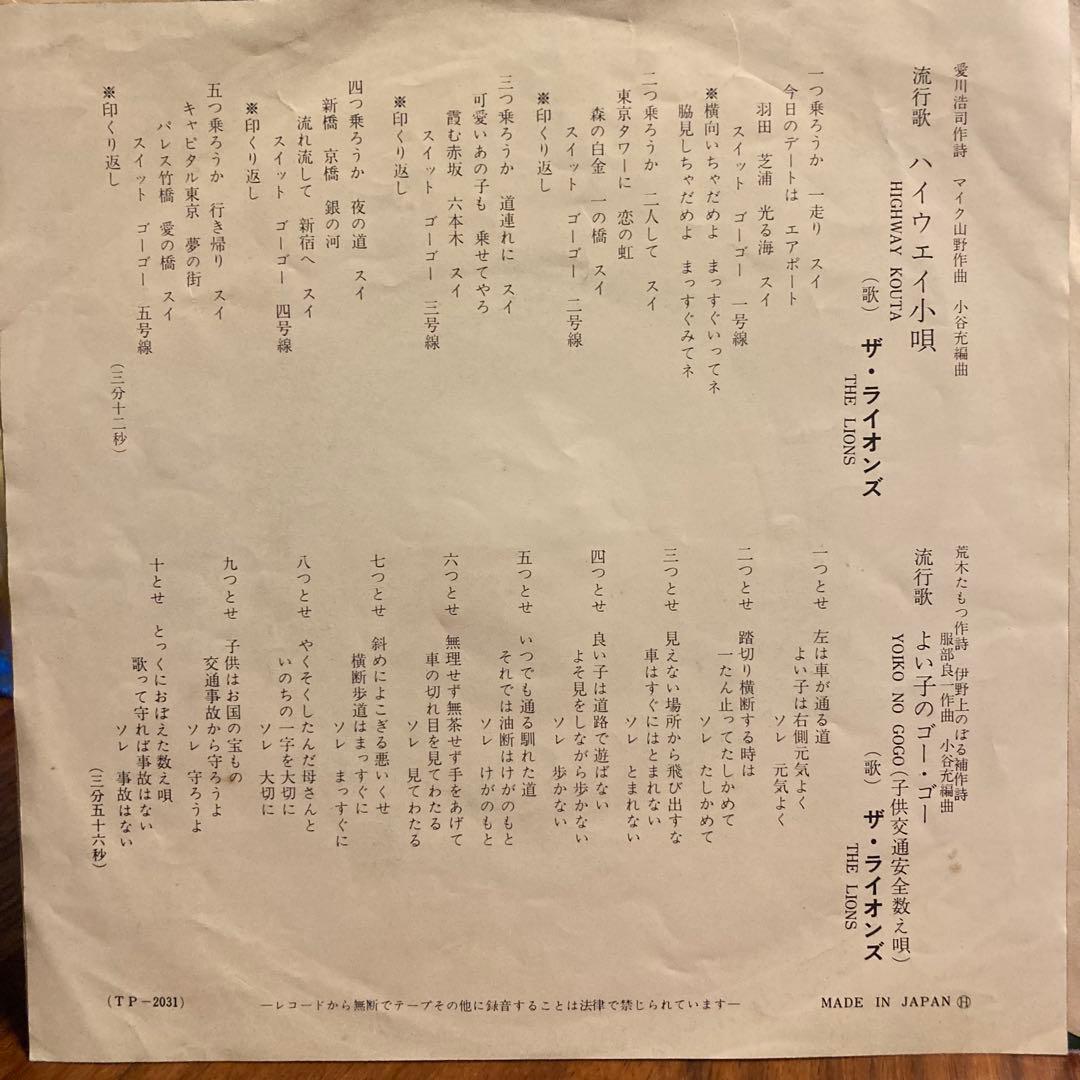 愛川浩司作詩　マイク山野作曲　小谷充編曲
流行歌　ハイウェイ小唄
HIGHWAY KOUTA
（歌）　ザ・ライオンズ
THE LIONS
一つ乗ろうか　一走り　スイ
今日のデートは　エアポート
羽田　芝浦　光る海　スイ
スイット　ゴーゴー　一号線
※横向いちゃだめよ　まっすぐいってネ
脇見しちゃだめよ　まっすぐみてネ
二つ乗ろうか　二人して　スイ
東京タワーに　恋の虹
森の白金　一の橋　スイ
スイット　ゴーゴー　二号線
※印くり返し
三つ乗ろうか　道連れに　スイ
可愛いあの子も　乗せてやろ
霞む赤坂　六本木　スイ
スイット　ゴーゴー　三号線
※印くり返し
四つ乗ろうか　夜の道　スイ
新橋　京橋　銀の河
流れ流して　新宿へ　スイ
スイット　ゴーゴー　四号線
※印くり返し
五つ乗ろうか　行き帰り　スイ
キャピタル東京　夢の街
パレス竹橋　愛の橋　スイ
スイット　ゴーゴー　五号線
※印くり返し
（三分十二秒）
荒木たもつ作詩　伊野上のぼる補作詩
服部良一作曲　小谷充編曲
流行歌　よい子のゴー・ゴー
YOIKO NO GOGO（子供交通安全数え唄）
（歌）　ザ・ライオンズ
THE LIONS
一つとせ　左は車が通る道
よい子は右側元気よく
ソレ　元気よく
二つとせ　踏切り横断する時は
一たん止ってたしかめて
ソレ　たしかめて
三つとせ　見えない場所から飛び出すな
車はすぐにはとまれない
ソレ　とまれない
四つとせ　良い子は道路で遊ばない
よそ見をしながら歩かない
ソレ　歩かない
五つとせ　いつでも通る馴れた道
それでは油断はけがのもと
ソレ　けがのもと
六つとせ　無理せず無茶せず手をあげて
車の切れ目を見てわたる
ソレ　見てわたる
七つとせ　斜めによこぎる悪いくせ
横断歩道はまっすぐに
ソレ　まっすぐに
八つとせ　やくそくしたんだ母さんと
いのちの一字を大切に
ソレ　大切に
九つとせ　子供はお国の宝もの
交通事故から守ろうよ
ソレ　守ろうよ
十とせ　とっくにおぼえた数え唄
歌って守れば事故はない
ソレ　事故はない
（三分五十六秒）
（TP-2031）
―レコードから無断でテープその他に録音することは法律で禁じられています―
MADE IN JAPAN Ⓗ